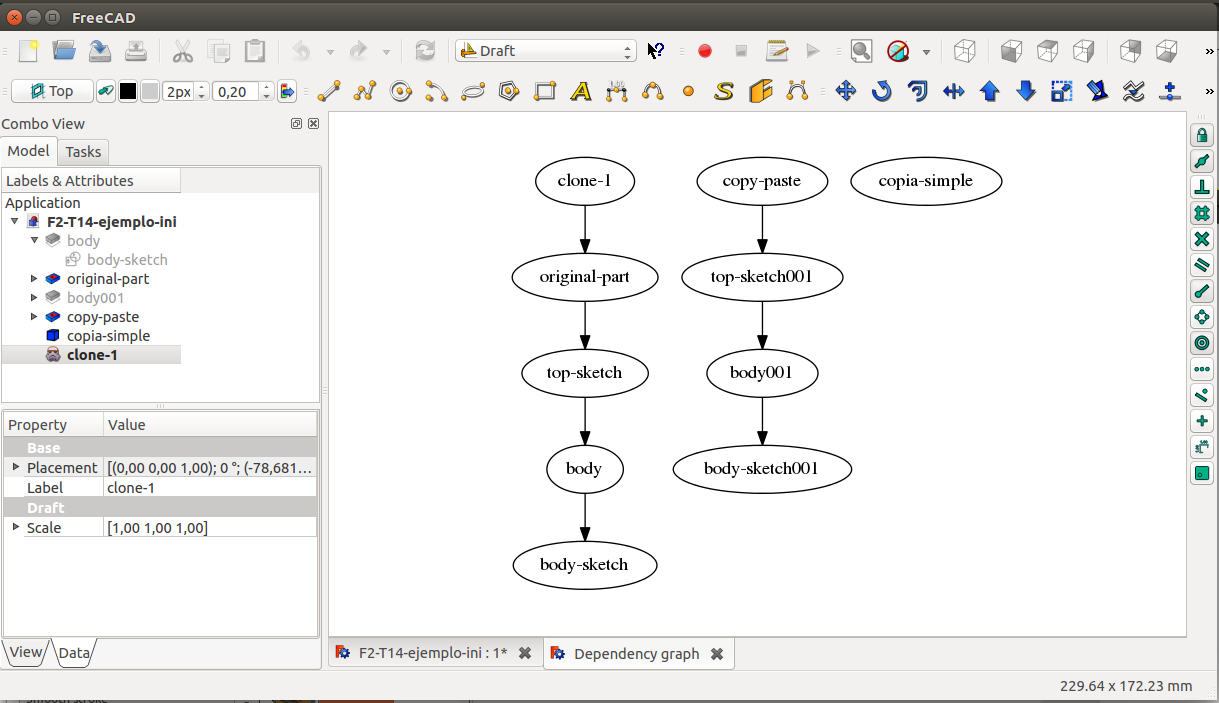 FreeCAD
Draft
Top
2px
0,20
Combo View
Model
Tasks
Labels & Attributes
Application
F2-T14-ejemplo-ini
body
body-sketch
original-part
body001
copy-paste
copia-simple
clone-1
Property Value
Base
Placement [(0,00 0,00 1,00); 0 °; (-78,681...
Label clone-1
Draft
Scale [1,00 1,00 1,00]
View
Data
clone-1
copy-paste
copia-simple
original-part
top-sketch001
top-sketch
body001
body
body-sketch001
body-sketch
F2-T14-ejemplo-ini : 1*
Dependency graph
229.64 x 172.23 mm